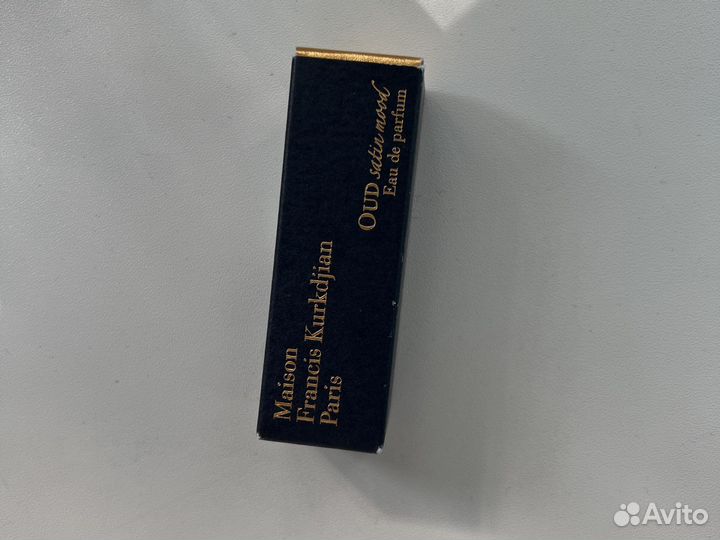 Maison
Francis Kurkdjian
Paris
OUD satin mood
Eau de parfum
Avito